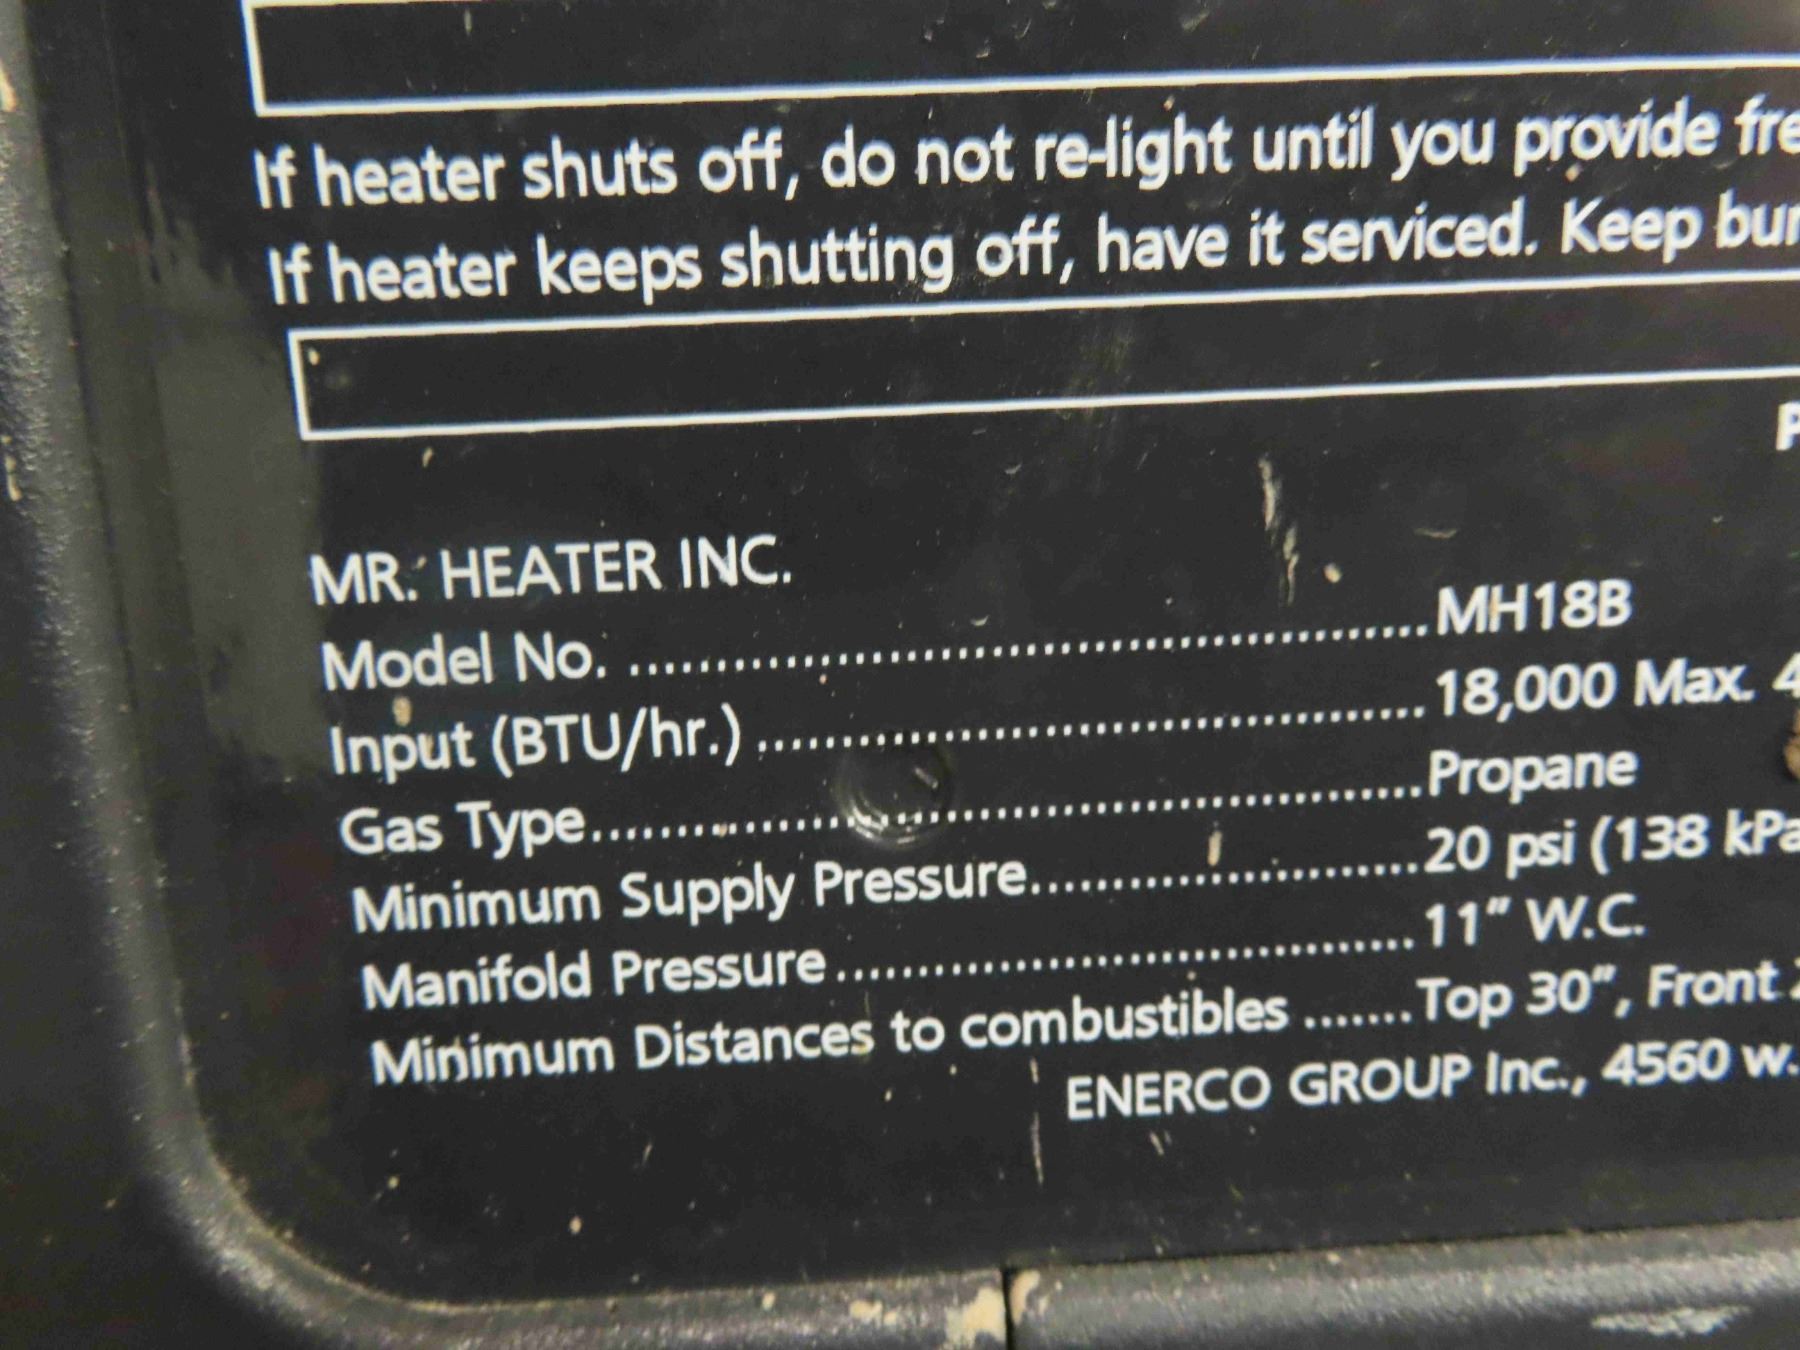 If heater shuts off, do not re-light until you provide fre
If heater keeps shutting off, have it serviced. Keep bur
P
MR. HEATER INC.
Model No. ........................................................ MH18B
Input (BTU/hr.) ................................................ 18,000 Max. 4
Gas Type............................................................ Propane
Minimum Supply Pressure............................ 20 psi (138 kPa
Manifold Pressure .......................................... 11" W.C.
Minimum Distances to combustibles ....... Top 30", Front 2
ENERCO GROUP Inc., 4560 w.